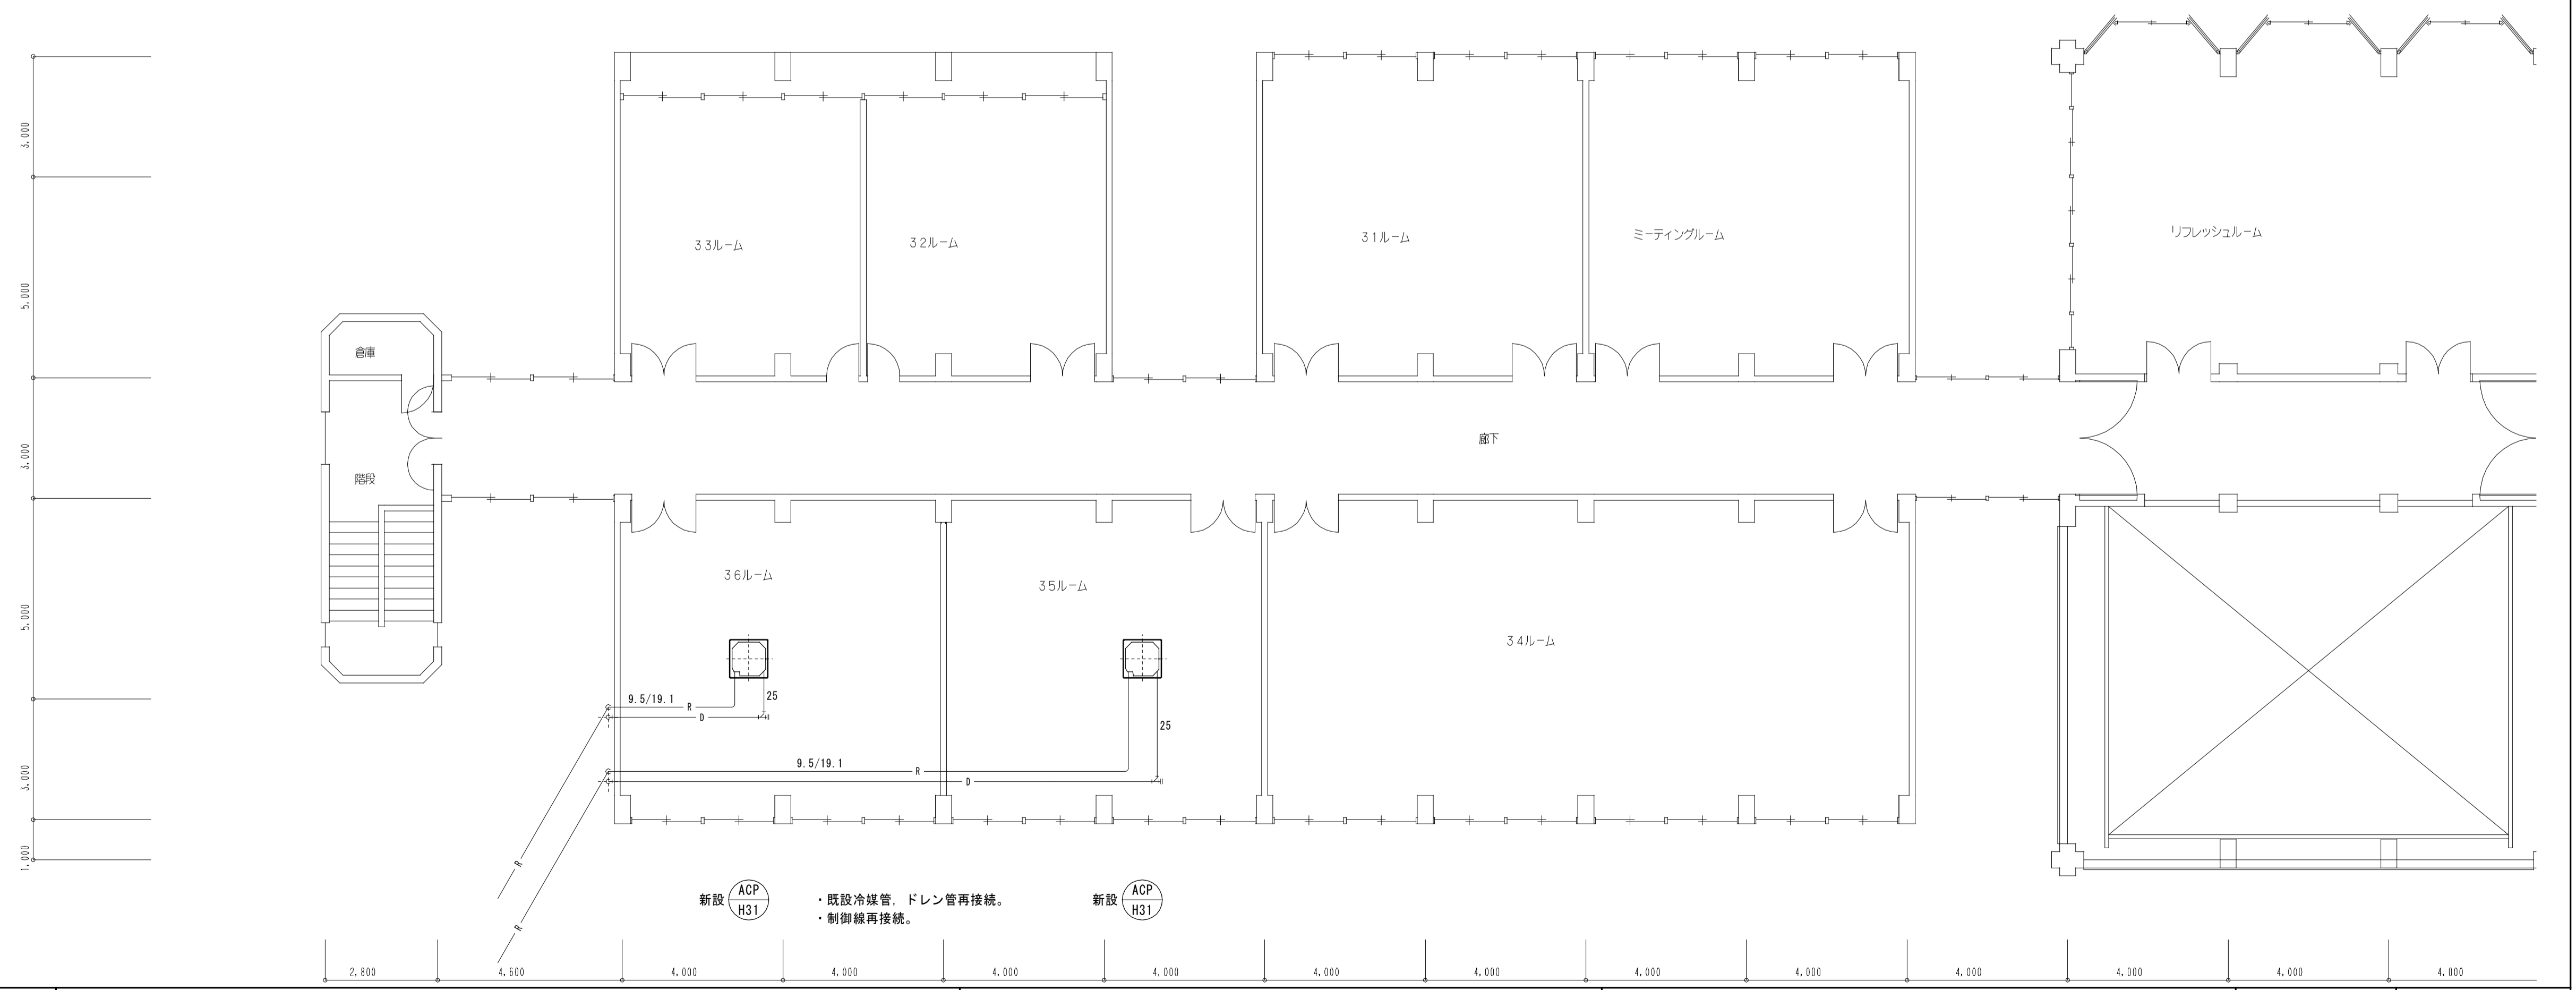 3,000
5,000
3,000
5,000
3,000
1,000
33ルーム
32ルーム
31ルーム
ミーティングルーム
リフレッシュルーム
倉庫
廊下
階段
36ルーム
35ルーム
34ルーム
9.5/19.1
R
D
25
9.5/19.1
R
D
25
R
R
新設
ACP
H31
・既設冷媒管，ドレン管再接続。
・制御線再接続。
新設
ACP
H31
2,800
4,600
4,000
4,000
4,000
4,000
4,000
4,000
4,000
4,000
4,000
4,000
4,000
4,000